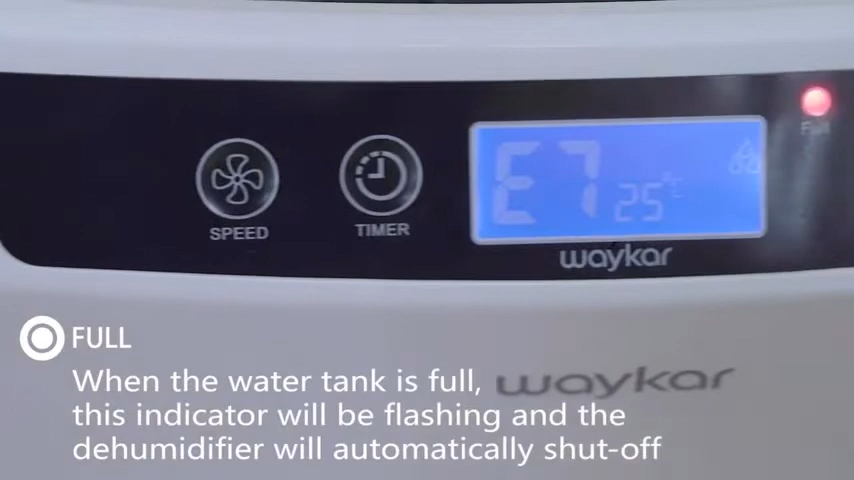 SPEED
TIMER
E7 25°C
Full
waykar
FULL
waykar
When the water tank is full,
this indicator will be flashing and the
dehumidifier will automatically shut-off